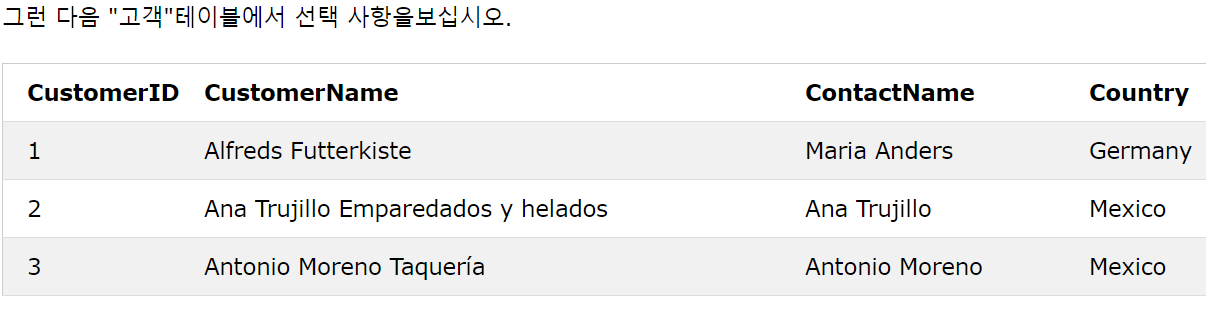 그런 다음 "고객"테이블에서 선택 사항을보십시오.
CustomerID CustomerName ContactName Country
1 Alfreds Futterkiste Maria Anders Germany
2 Ana Trujillo Emparedados y helados Ana Trujillo Mexico
3 Antonio Moreno Taquería Antonio Moreno Mexico